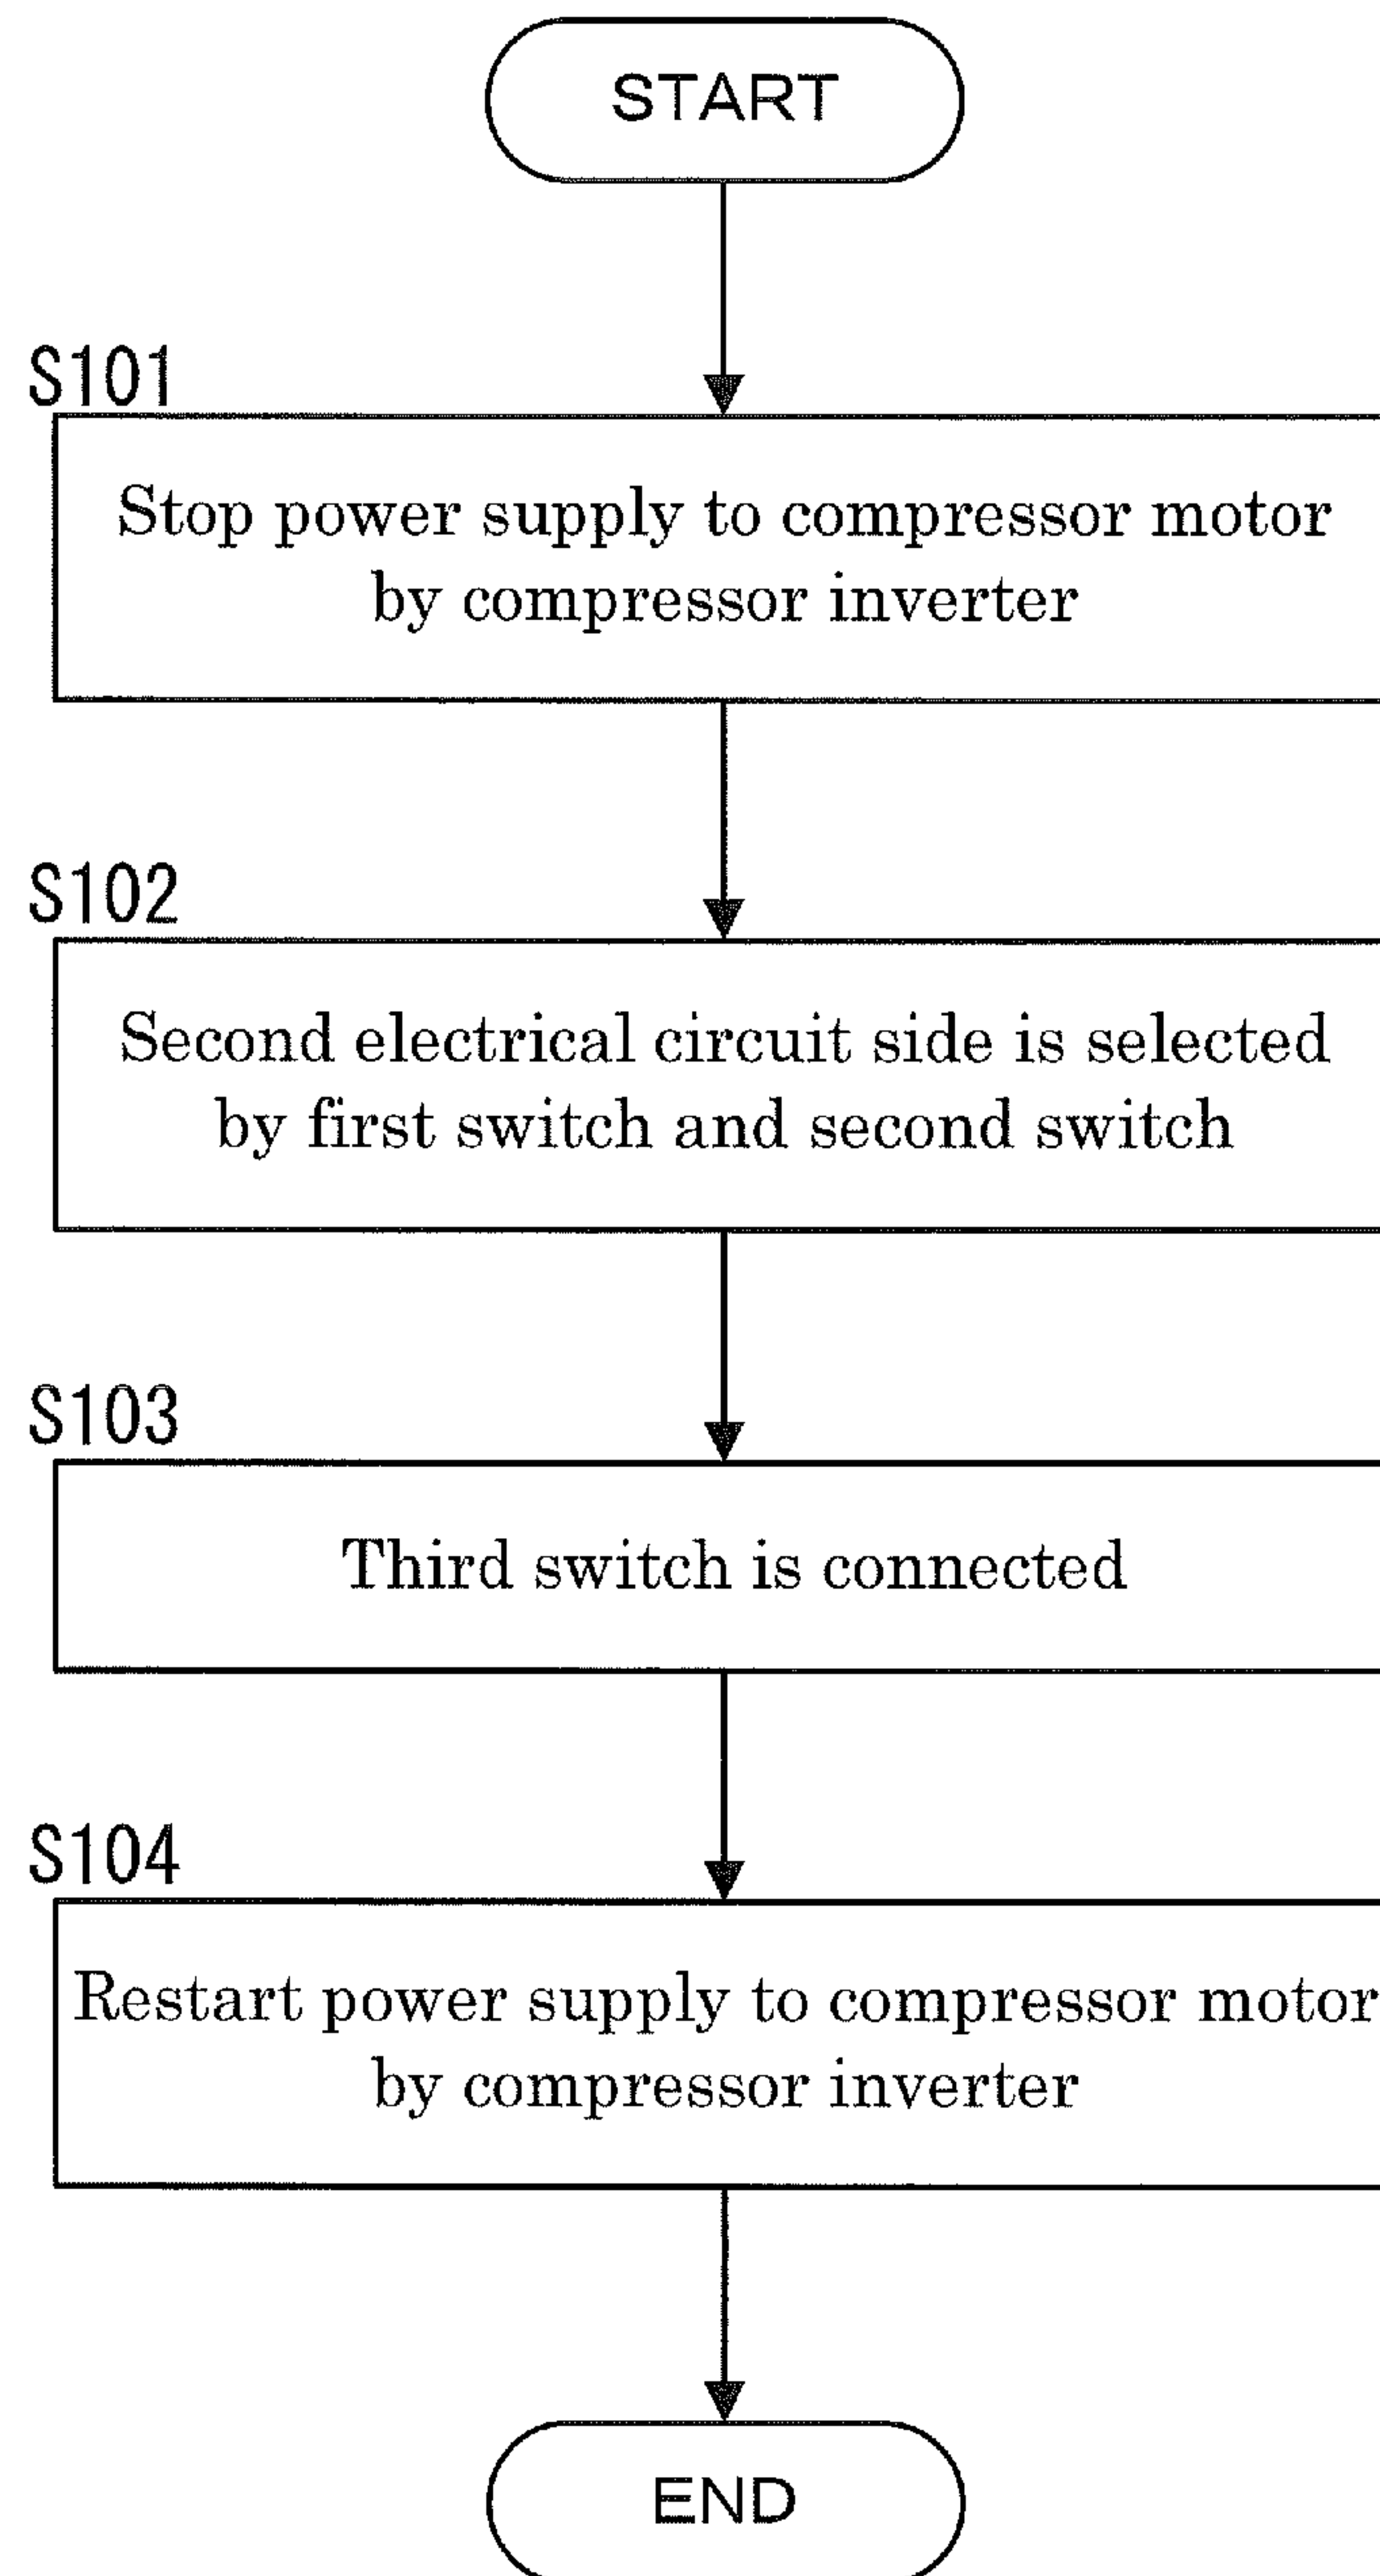 START
S101
Stop power supply to compressor motor
by compressor inverter
S102
Second electrical circuit side is selected
by first switch and second switch
S103
Third switch is connected
S104
Restart power supply to compressor motor
by compressor inverter
END